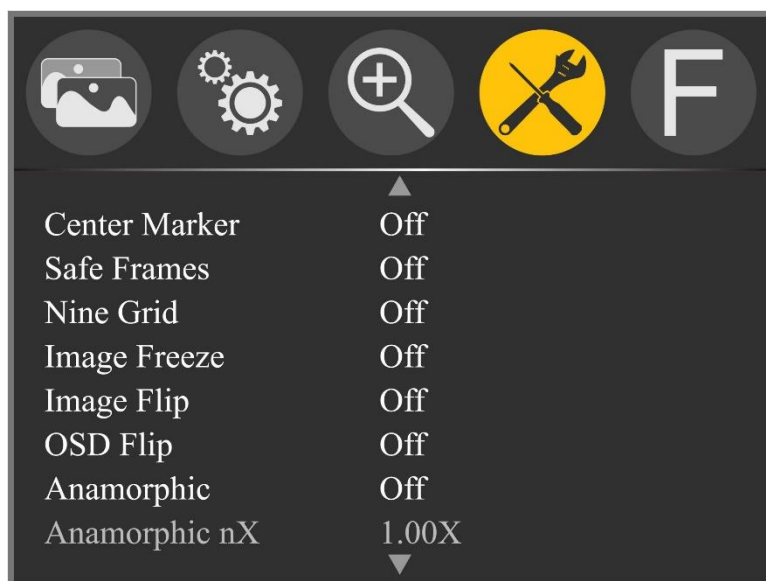 F
Center Marker Off
Safe Frames Off
Nine Grid Off
Image Freeze Off
Image Flip Off
OSD Flip Off
Anamorphic Off
Anamorphic nX 1.00X